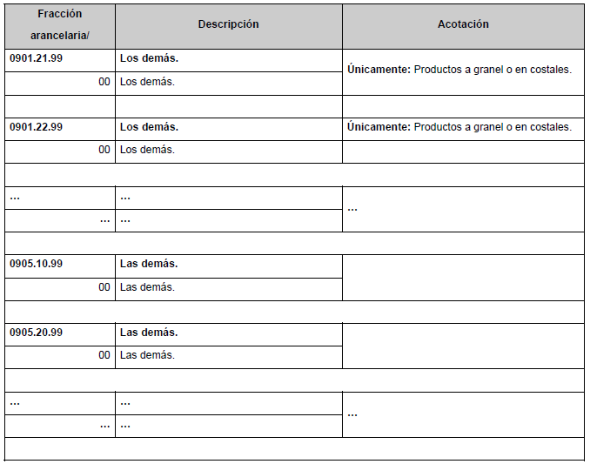 Fracción
arancelaria/
Descripción
Acotación
0901.21.99 Los demás.
Únicamente: Productos a granel o en costales.
00 Los demás.
0901.22.99 Los demás. Únicamente: Productos a granel o en costales.
00 Los demás.
... ...
...
... ...
0905.10.99 Las demás.
00 Las demás.
0905.20.99 Las demás.
00 Las demás.
... ...
...
... ...